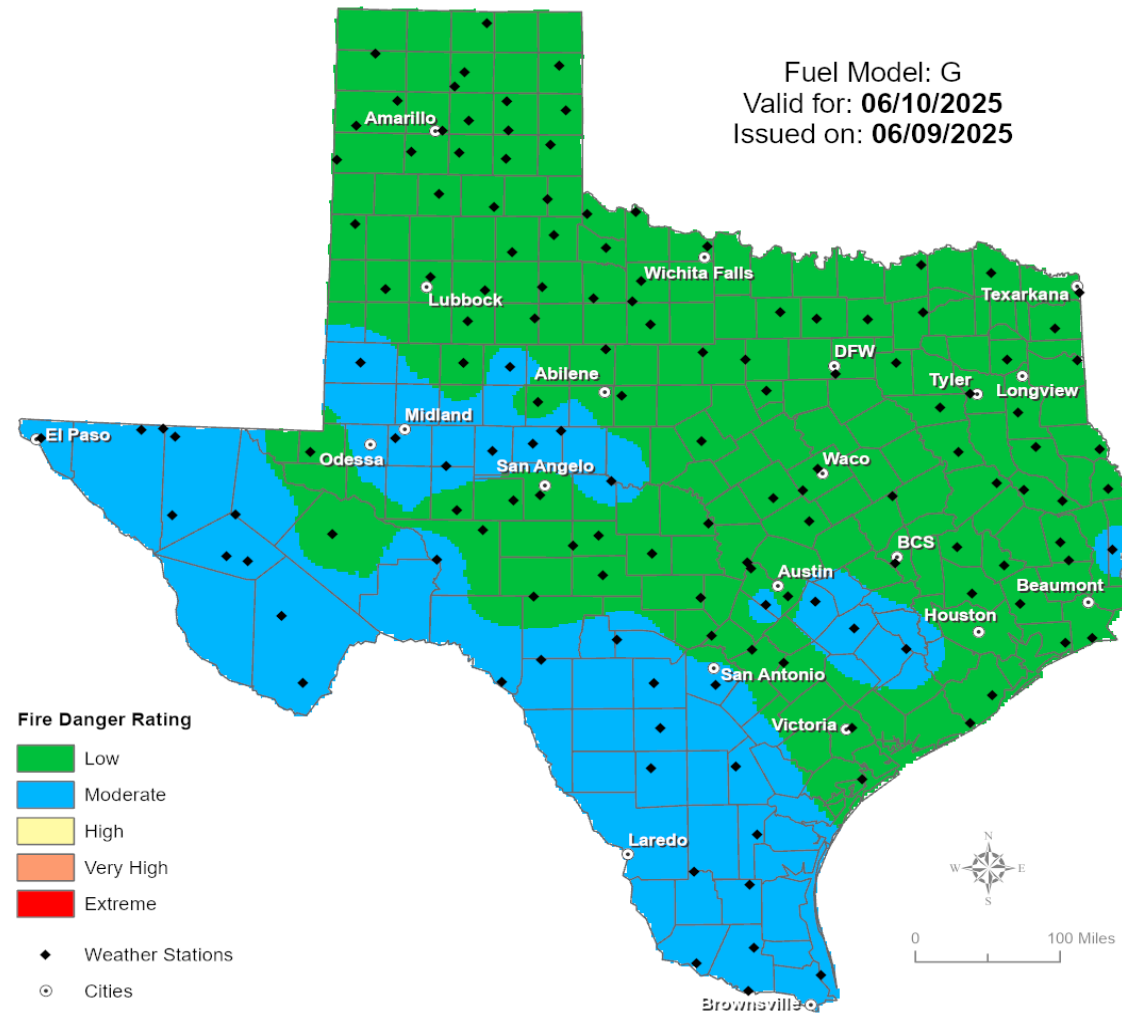 Fuel Model: G
Valid for: 06/10/2025
Issued on: 06/09/2025
Amarillo
Wichita Falls
Lubbock
Texarkana
DFW
Abilene
Tyler
Longview
Midland
El Paso
Odessa
San Angelo
Waco
BCS
Austin
Beaumont
Houston
San Antonio
Victoria
Laredo
Brownsville
Fire Danger Rating
Low
Moderate
High
Very High
Extreme
Weather Stations
Cities
N
W E
S
0 100 Miles